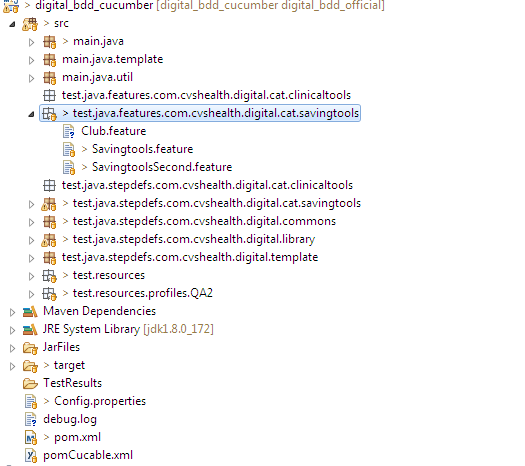 > digital_bdd_cucumber [digital_bdd_cucumber digital_bdd_official]
> src
> main.java
main.java.template
> main.java.util
test.java.features.com.cvshealth.digital.cat.clinicaltools
> test.java.features.com.cvshealth.digital.cat.savingtools
Club.feature
> Savingtools.feature
SavingtoolsSecond.feature
test.java.stepdefs.com.cvshealth.digital.cat.clinicaltools
> test.java.stepdefs.com.cvshealth.digital.cat.savingtools
> test.java.stepdefs.com.cvshealth.digital.commons
> test.java.stepdefs.com.cvshealth.digital.library
test.java.stepdefs.com.cvshealth.digital.template
> test.resources
> test.resources.profiles.QA2
Maven Dependencies
JRE System Library [jdk1.8.0_172]
JarFiles
> target
TestResults
> Config.properties
debug.log
> pom.xml
pomCucable.xml